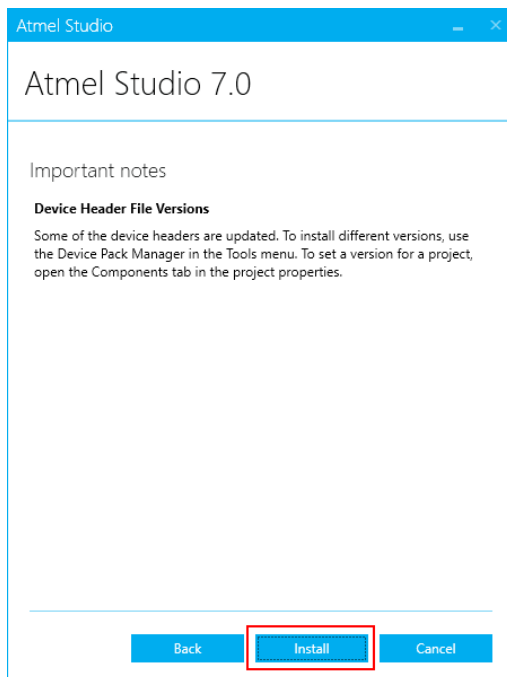 Atmel Studio
Atmel Studio 7.0
Important notes
Device Header File Versions
Some of the device headers are updated. To install different versions, use
the Device Pack Manager in the Tools menu. To set a version for a project,
open the Components tab in the project properties.
Back
Install
Cancel